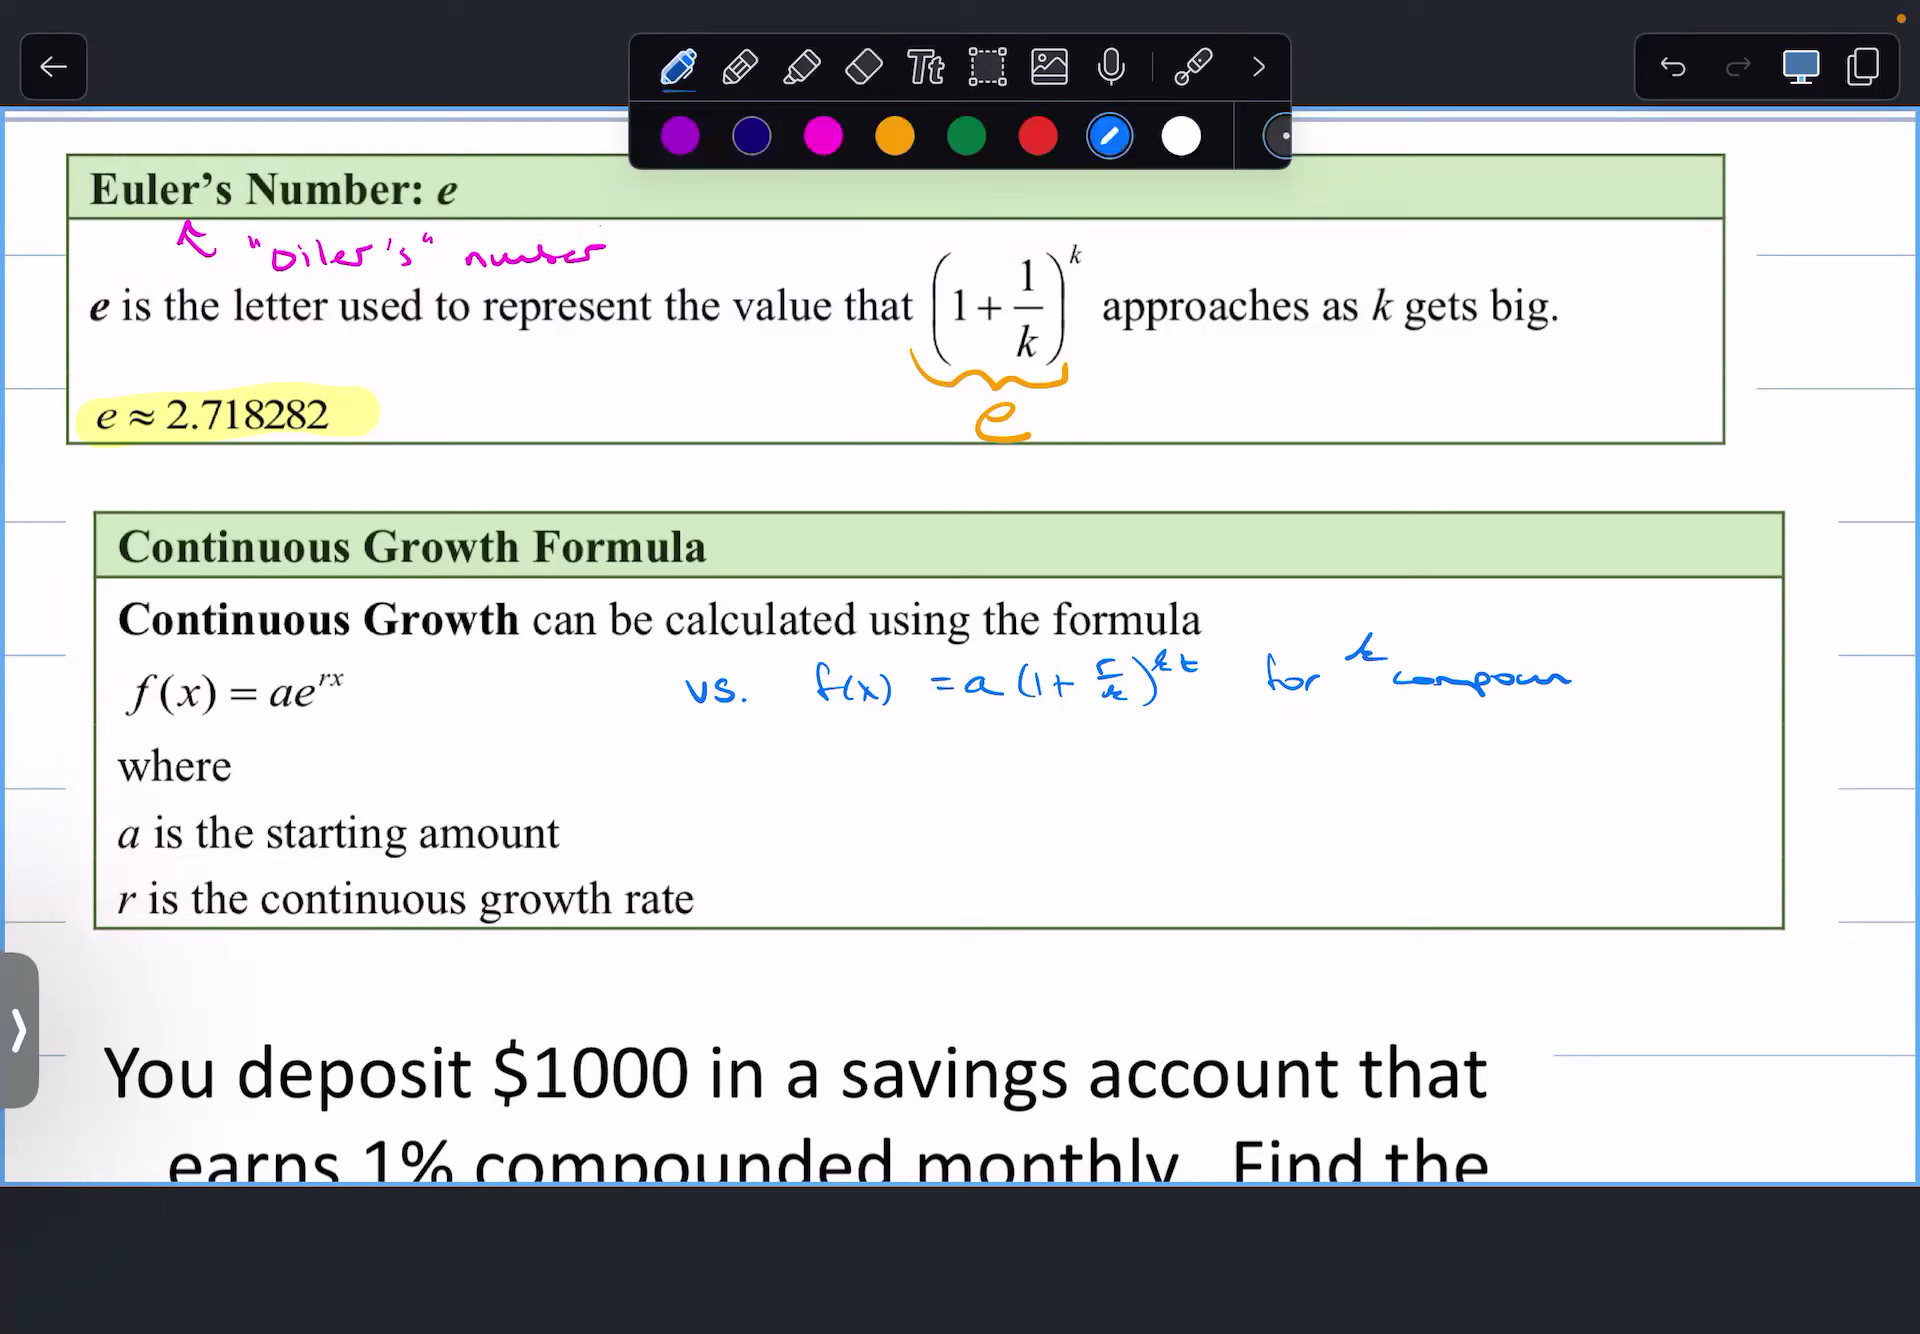 Tt
Euler's Number: e
"Oiler's" number
e is the letter used to represent the value that (1 + 1/k)^k approaches as k gets big.
e
e ≈ 2.718282
Continuous Growth Formula
Continuous Growth can be calculated using the formula
f(x) = ae^{rx} vs. f(x) = a (1 + r/k)^{kt} for k compoun
where
a is the starting amount
r is the continuous growth rate
You deposit $1000 in a savings account that
earns 1% compounded monthly. Find the